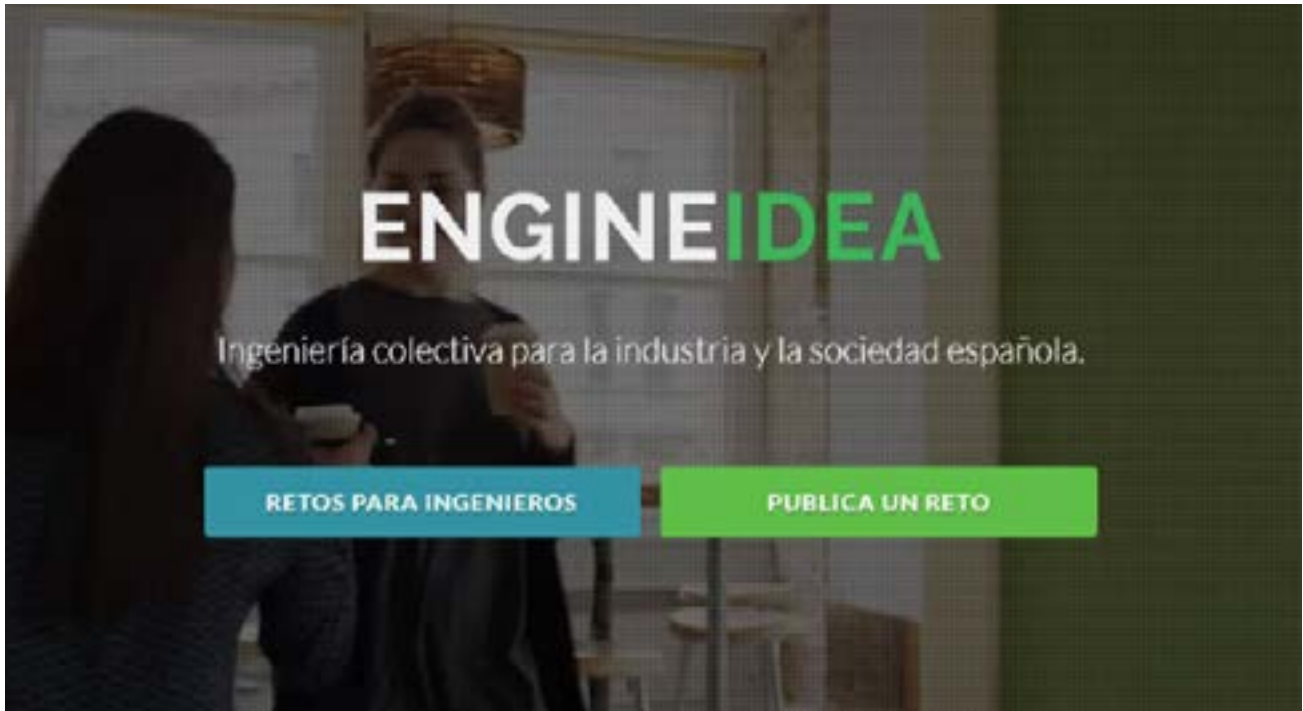 ENGINEIDEA
Ingeniería colectiva para la industria y la sociedad española.
RETOS PARA INGENIEROS
PUBLICA UN RETO